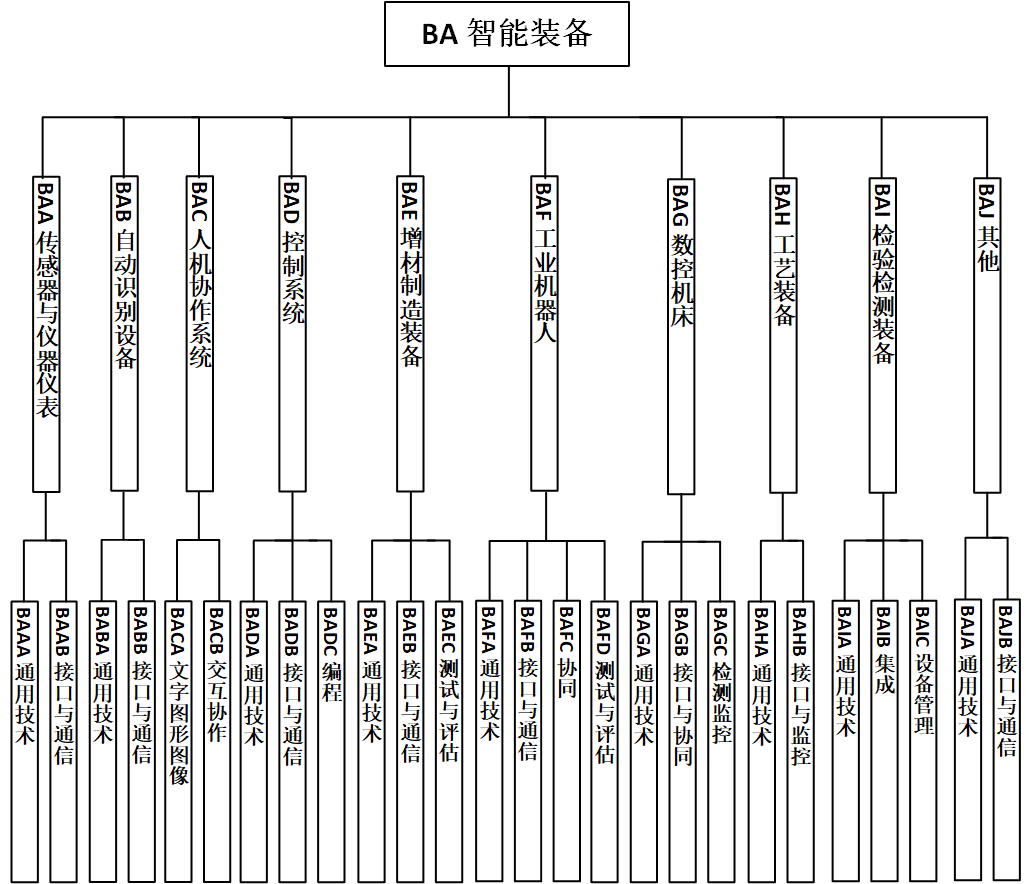 BA 智能装备
BAA 传感器与仪器仪表
BAB 自动识别设备
BAC 人机协作系统
BAD 控制系统
BAE 增材制造装备
BAF 工业机器人
BAG 数控机床
BAH 工艺装备
BAI 检验检测装备
BAJ 其他
BAAA 通用技术
BAAB 接口与通信
BABA 通用技术
BABB 接口与通信
BACA 文字图形图像
BACB 交互协作
BADA 通用技术
BADB 接口与通信
BADC 编程
BAEA 通用技术
BAEB 接口与通信
BAEC 测试与评估
BAFA 通用技术
BAFB 接口与通信
BAFC 协同
BAFD 测试与评估
BAGA 通用技术
BAGB 接口与协同
BAGC 检测监控
BAHA 通用技术
BAHB 接口与监控
BAIA 通用技术
BAIB 集成
BAIC 设备管理
BAJA 通用技术
BAJB 接口与通信